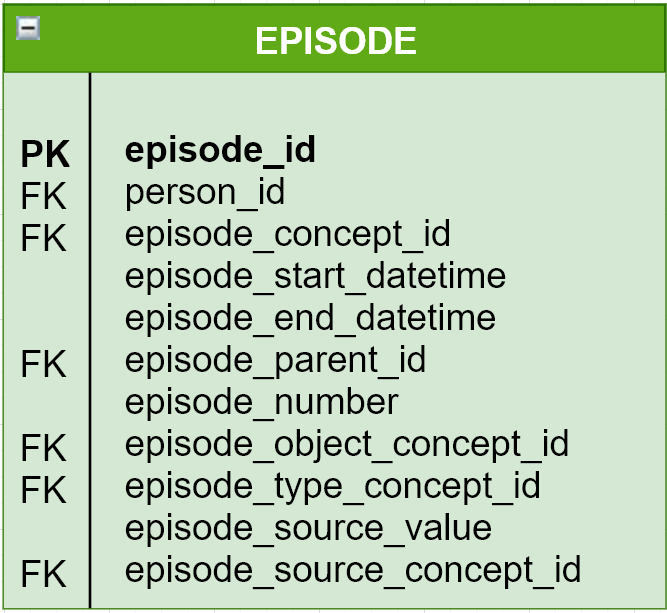 EPISODE
PK episode_id
FK person_id
FK episode_concept_id
episode_start_datetime
episode_end_datetime
FK episode_parent_id
episode_number
FK episode_object_concept_id
FK episode_type_concept_id
episode_source_value
FK episode_source_concept_id